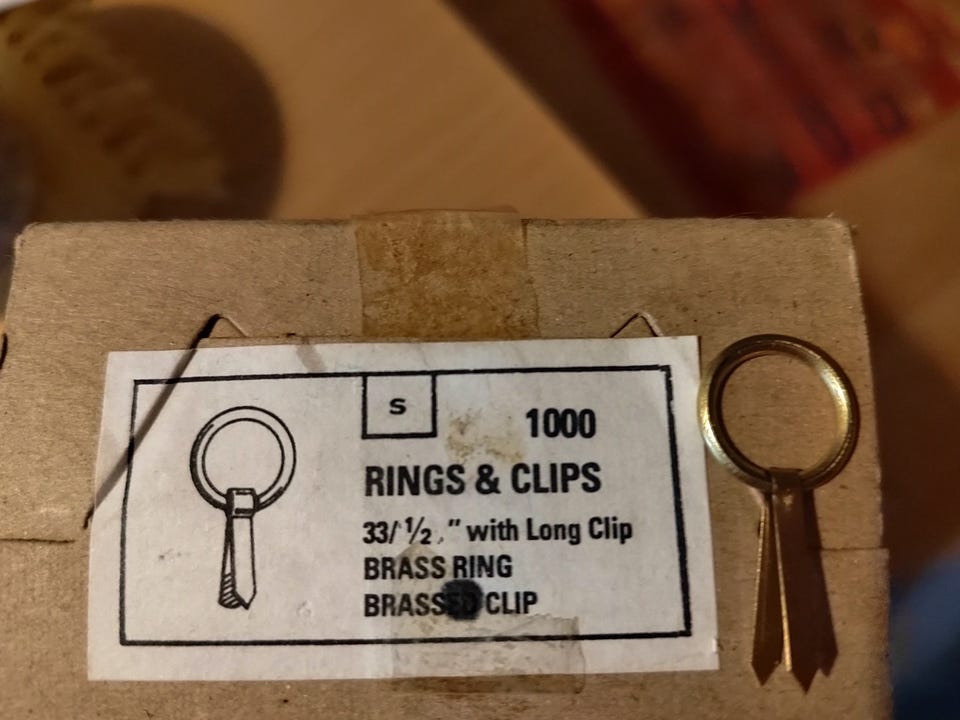 S
1000
RINGS & CLIPS
33/ 1/2 ." with Long Clip
BRASS RING
BRASSED CLIP